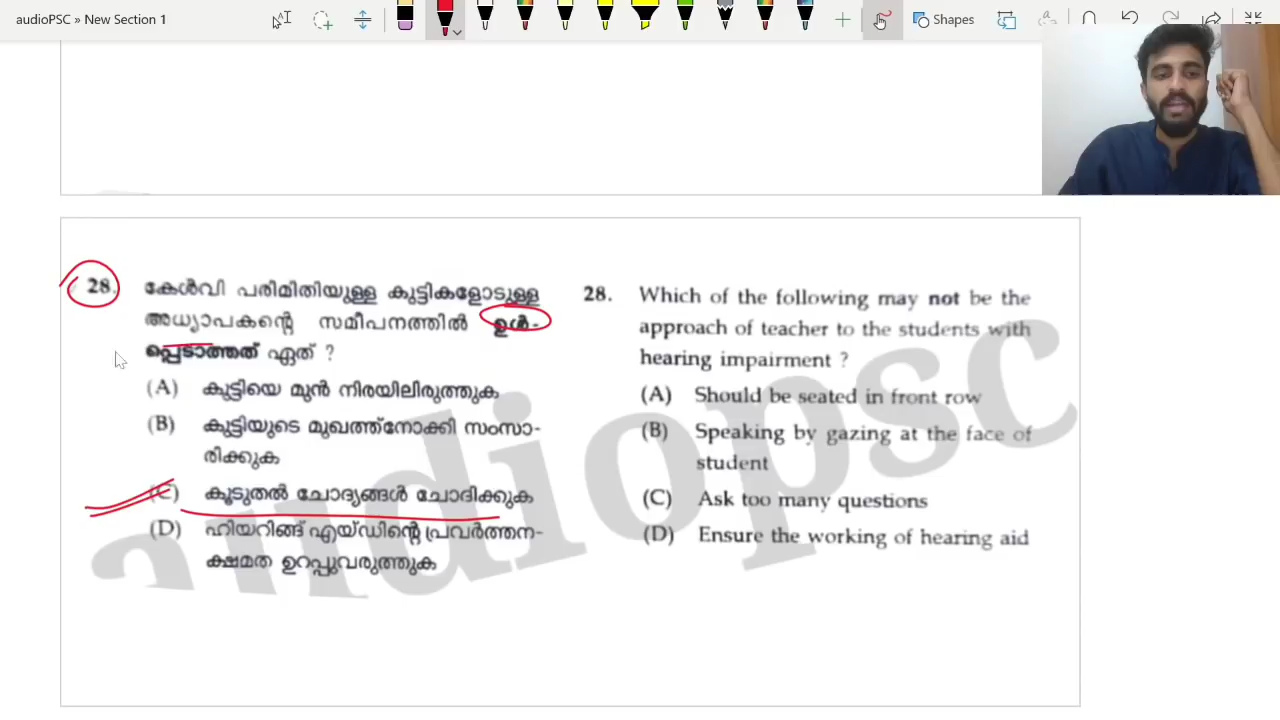 audioPSC » New Section 1
Shapes
28. കേൾവി പരിമിതിയുള്ള കുട്ടികളോടുള്ള
അധ്യാപകന്റെ സമീപനത്തിൽ ഉൾ-
പ്പെടാത്തത് ഏത് ?
(A) കുട്ടിയെ മുൻ നിരയിലിരുത്തുക
(B) കുട്ടിയുടെ മുഖത്ത്നോക്കി സംസാ-
രിക്കുക
(C) കൂടുതൽ ചോദ്യങ്ങൾ ചോദിക്കുക
(D) ഹിയറിങ്ങ് എയ്ഡിന്റെ പ്രവർത്തന-
ക്ഷമത ഉറപ്പുവരുത്തുക
28. Which of the following may not be the
approach of teacher to the students with
hearing impairment ?
(A) Should be seated in front row
(B) Speaking by gazing at the face of
student
(C) Ask too many questions
(D) Ensure the working of hearing aid
audiopsc